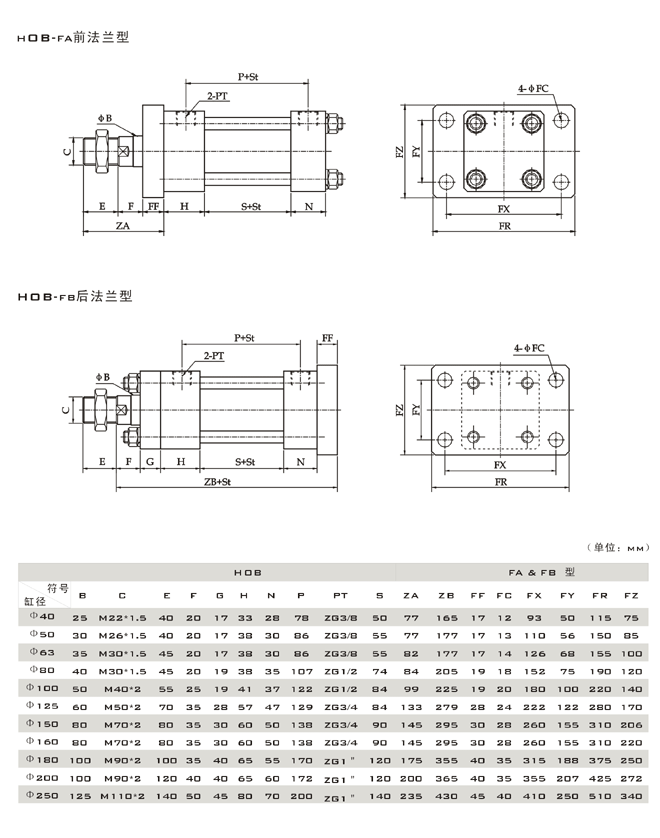 HOB-FA前法兰型
P+St
2-PT
4-ΦFC
ΦB
C
FZ
FY
E F FF H S+St N
FX
ZA
FR
HOB-FB后法兰型
P+St
FF
2-PT
4-ΦFC
ΦB
C
FZ
FY
E F G H S+St N
FX
ZB+St
FR
(单位: MM)
HOB FA & FB 型
符号
缸径
B C E F G H N P PT S ZA ZB FF FC FX FY FR FZ
Φ40 25 M22*1.5 40 20 17 33 28 78 ZG3/8 50 77 165 17 12 93 50 115 75
Φ50 30 M26*1.5 40 20 17 38 30 86 ZG3/8 55 77 177 17 13 110 56 150 85
Φ63 35 M30*1.5 45 20 17 38 30 86 ZG3/8 55 82 177 17 14 126 68 155 100
Φ80 40 M30*1.5 45 20 19 38 35 107 ZG1/2 74 84 205 19 18 152 75 190 120
Φ100 50 M40*2 55 25 19 41 37 122 ZG1/2 84 99 225 19 20 180 100 220 140
Φ125 60 M50*2 70 35 28 57 47 129 ZG3/4 84 133 279 28 24 222 122 280 170
Φ150 80 M70*2 80 35 30 60 50 138 ZG3/4 90 145 295 30 28 260 155 310 206
Φ160 80 M70*2 80 35 30 60 50 138 ZG3/4 90 145 295 30 28 260 155 310 220
Φ180 100 M90*2 100 35 40 65 55 170 ZG1" 120 175 355 40 35 315 188 375 250
Φ200 100 M90*2 120 40 40 65 60 172 ZG1" 120 200 365 40 35 355 207 425 272
Φ250 125 M110*2 140 50 45 80 70 200 ZG1" 140 235 430 45 40 410 250 510 340